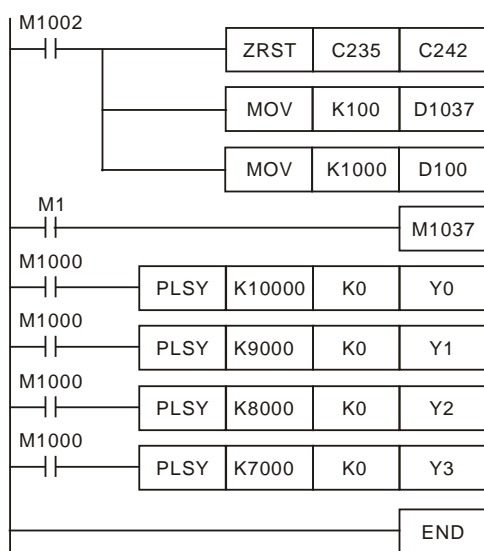 M1002
ZRST C235 C242
MOV K100 D1037
MOV K1000 D100
M1
M1037
M1000
PLSY K10000 K0 Y0
M1000
PLSY K9000 K0 Y1
M1000
PLSY K8000 K0 Y2
M1000
PLSY K7000 K0 Y3
END